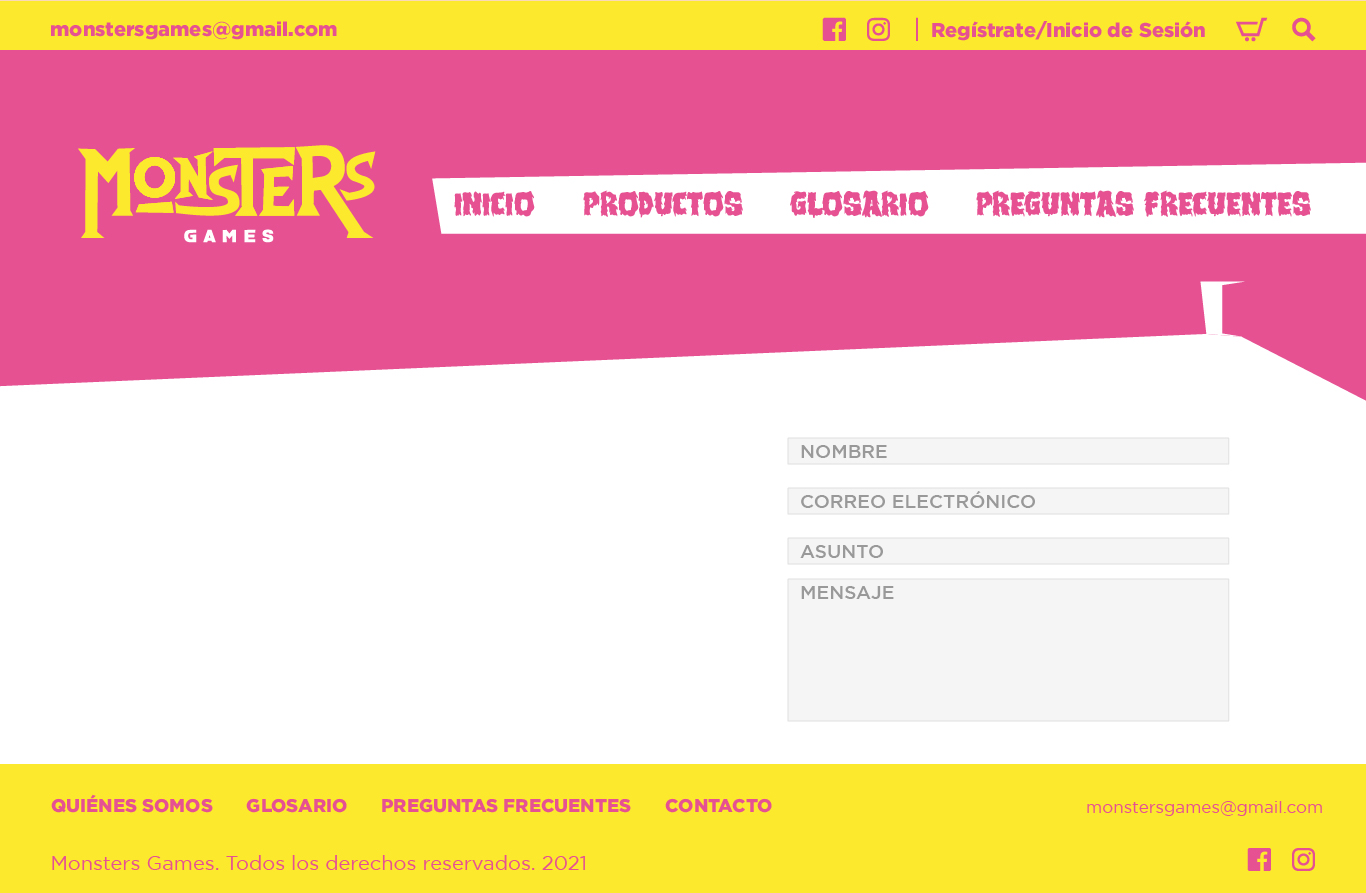 monstersgames@gmail.com
Regístrate/Inicio de Sesión
MONSTERS
GAMES
INICIO PRODUCTOS GLOSARIO PREGUNTAS FRECUENTES
NOMBRE
CORREO ELECTRÓNICO
ASUNTO
MENSAJE
QUIÉNES SOMOS GLOSARIO PREGUNTAS FRECUENTES CONTACTO
monstersgames@gmail.com
Monsters Games. Todos los derechos reservados. 2021